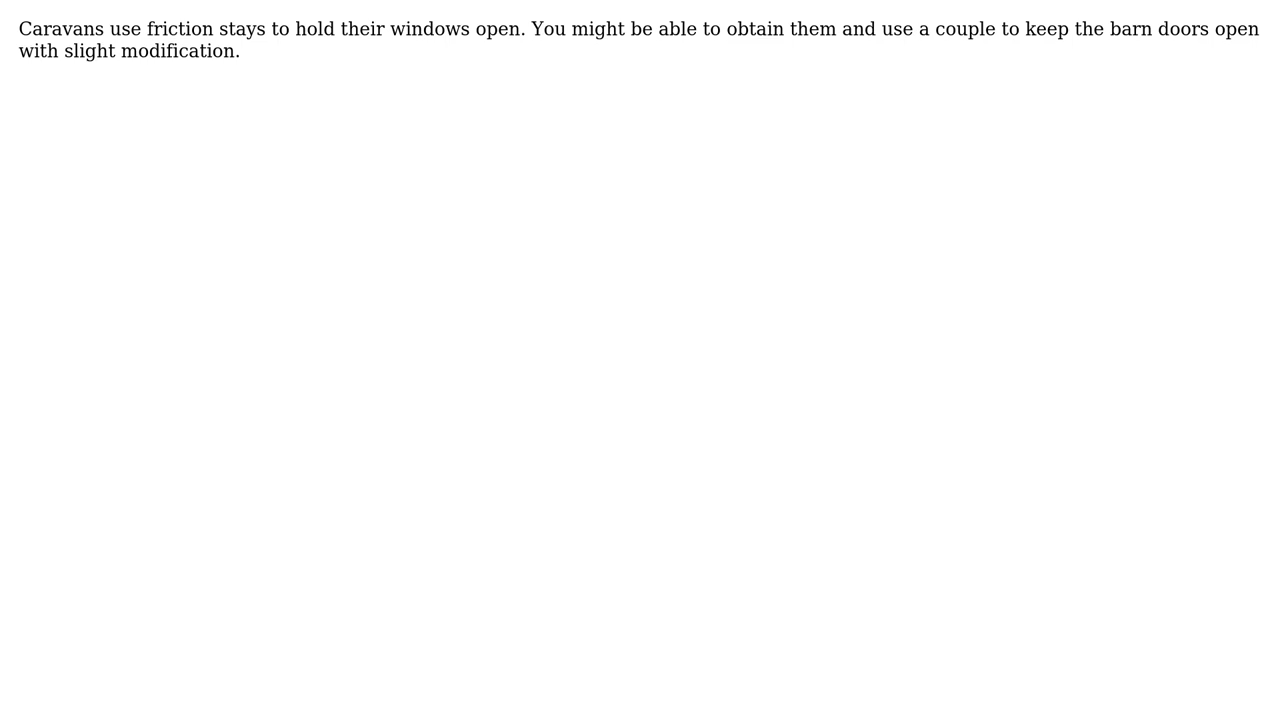 Caravans use friction stays to hold their windows open. You might be able to obtain them and use a couple to keep the barn doors open
with slight modification.